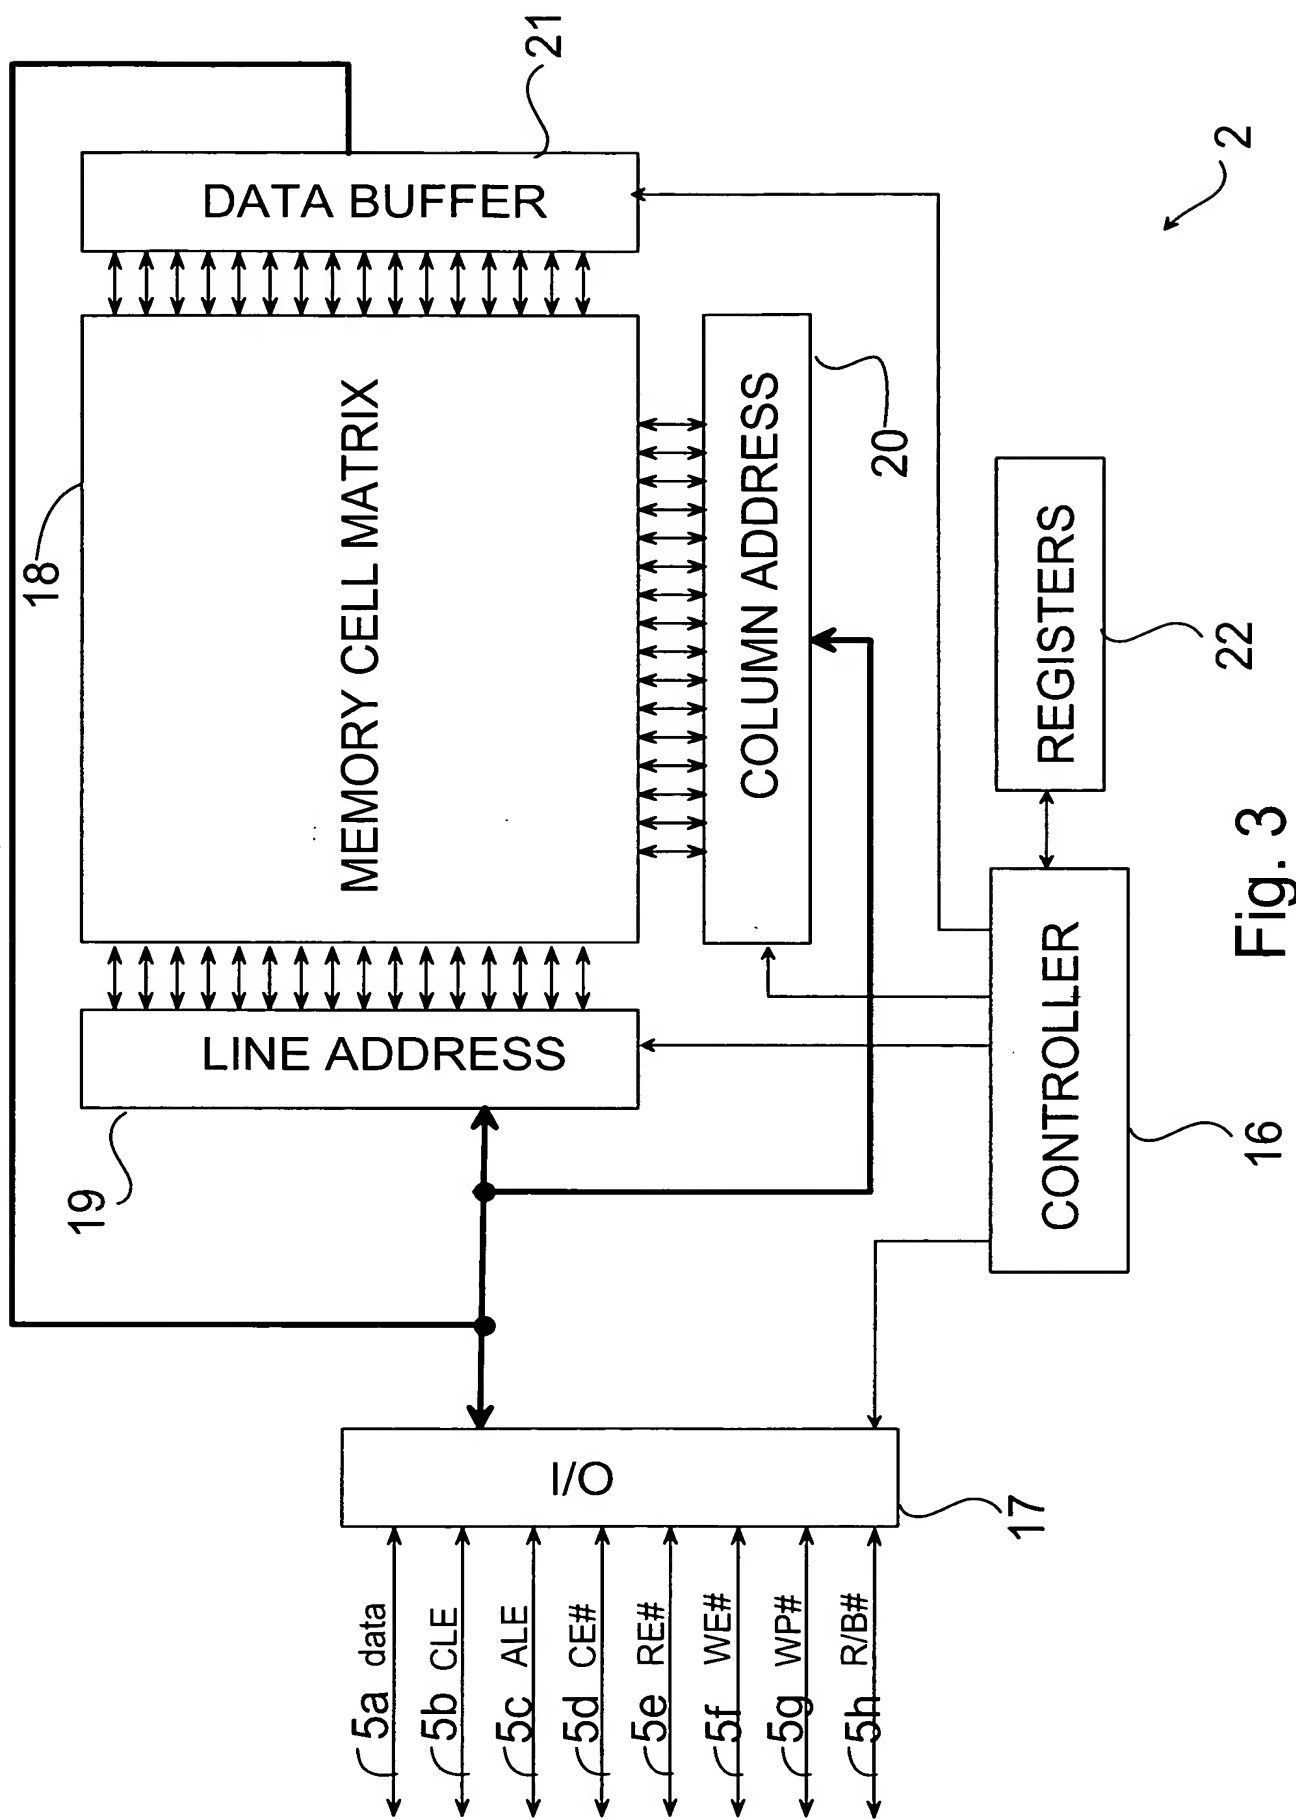 5a data
5b CLE
5c ALE
5d CE#
5e RE#
5f WE#
5g WP#
5h R/B#
I/O
17
19
LINE ADDRESS
18
MEMORY CELL MATRIX
DATA BUFFER
21
COLUMN ADDRESS
20
CONTROLLER
16
REGISTERS
22
2
Fig. 3